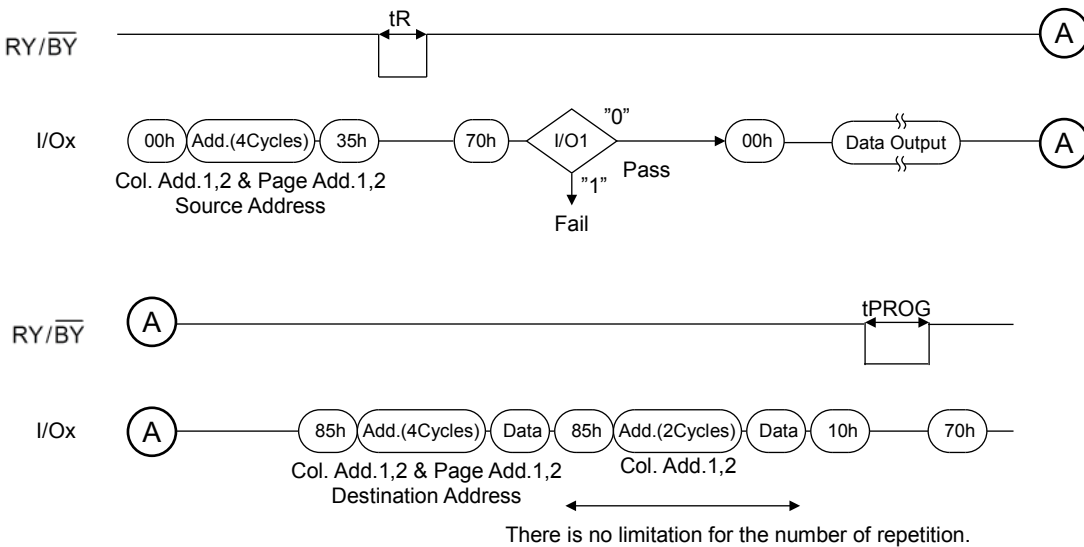 tR
RY/BY
A
I/Ox
00h
Add.(4Cycles)
35h
70h
I/O1
"0"
Pass
"1"
Fail
00h
Data Output
A
Col. Add.1,2 & Page Add.1,2
Source Address
RY/BY
A
tPROG
I/Ox
A
85h
Add.(4Cycles)
Data
85h
Add.(2Cycles)
Data
10h
70h
Col. Add.1,2 & Page Add.1,2
Destination Address
Col. Add.1,2
There is no limitation for the number of repetition.